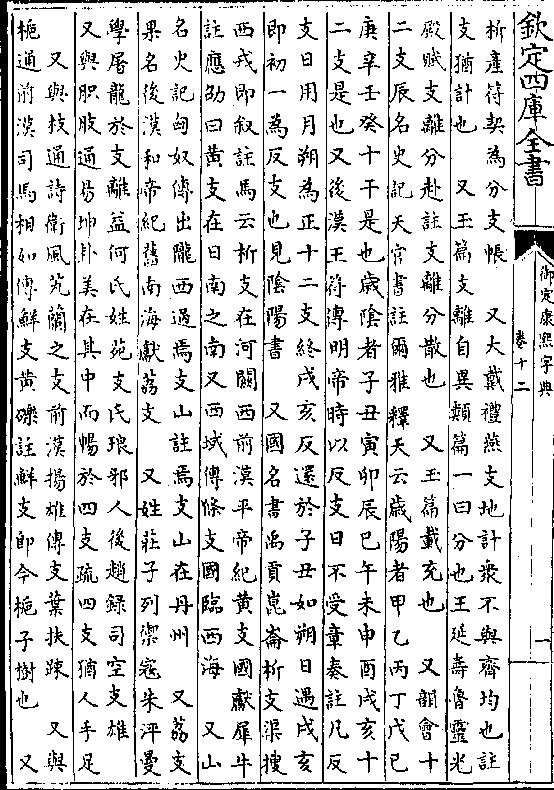 欽定四庫全書
御定康熙字典
卷十二
一
析產符契為分支帳　又大戴禮燕支地計衆不與齊均也註
支猶計也　又玉篇支離自異顏篇一曰分也王延壽魯靈光
殿賦支離分赴註支離分散也　又玉篇載充也　又韻會十
二支辰名史記天官書註爾雅釋天云歲陽者甲乙丙丁戊己
庚辛壬癸十干是也歲陰者子丑寅卯辰巳午未申酉戌亥十
二支是也又後漢王符傳明帝時以反支日不受章奏註凡反
支日用月朔為正十二支終戌亥反還於子丑如朔日遇戌亥
即初一為反支也見陰陽書　又國名書禹貢崑崙析支渠搜
西戎即叙註馬云析支在河關西前漢平帝紀黃支國獻犀牛
註應劭曰黃支在日南之南又西域傳條支國臨西海　又山
名史記匈奴傳出隴西過焉支山註焉支山在丹州　又荔支
果名後漢和帝紀舊南海獻荔支　又姓莊子列禦寇朱泙曼
學屠龍於支離益何氏姓苑支氏琅邪人後趙錄司空支雄
又與肢胑通易坤卦美在其中而暢於四支疏四支猶人手足
又與枝通詩衛風芄蘭之支前漢揚雄傳支葉扶踈　又與
梔通前漢司馬相如傳鮮支黃礫註鮮支即今梔子樹也　又